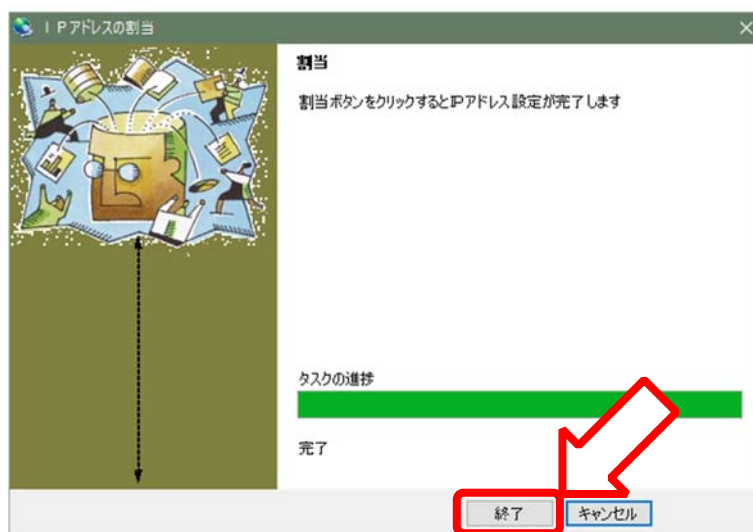 ＩＰアドレスの割当
割当
割当ボタンをクリックするとIPアドレス設定が完了します
タスクの進捗
完了
終了
キャンセル